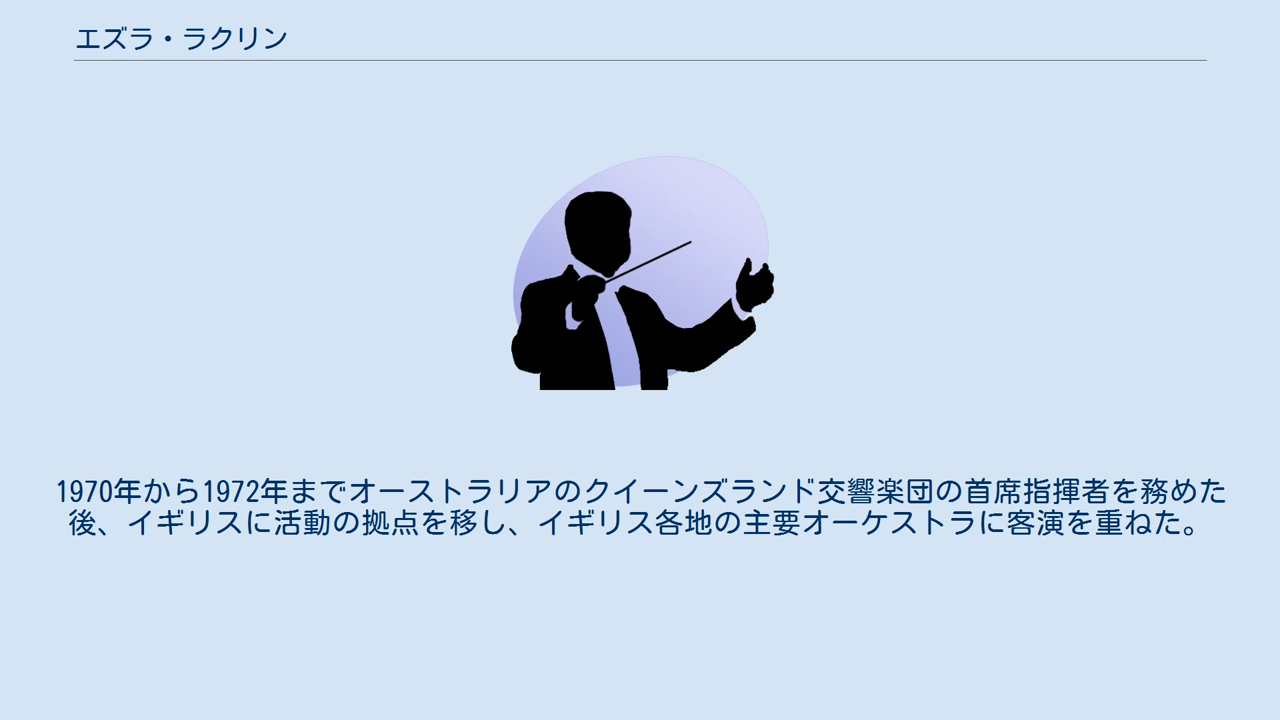 エズラ・ラクリン
1970年から1972年までオーストラリアのクイーンズランド交響楽団の首席指揮者を務めた
後、イギリスに活動の拠点を移し、イギリス各地の主要オーケストラに客演を重ねた。